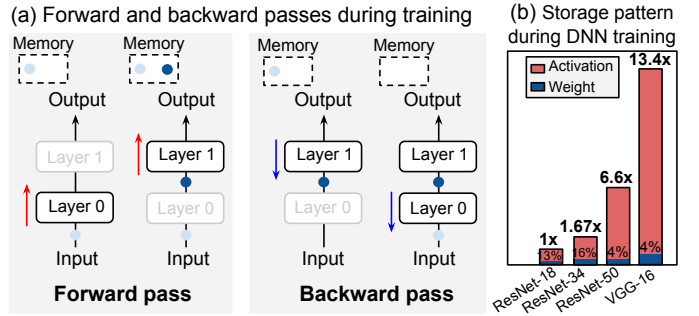 (a) Forward and backward passes during training
Memory
Memory
Output
Output
Layer 1
Layer 1
Layer 0
Layer 0
Input
Input
Forward pass
Memory
Memory
Output
Output
Layer 1
Layer 1
Layer 0
Layer 0
Input
Input
Backward pass
(b) Storage pattern
during DNN training
Activation
Weight
1x
1.67x
6.6x
13.4x
13%
16%
4%
4%
ResNet-18
ResNet-34
ResNet-50
VGG-16